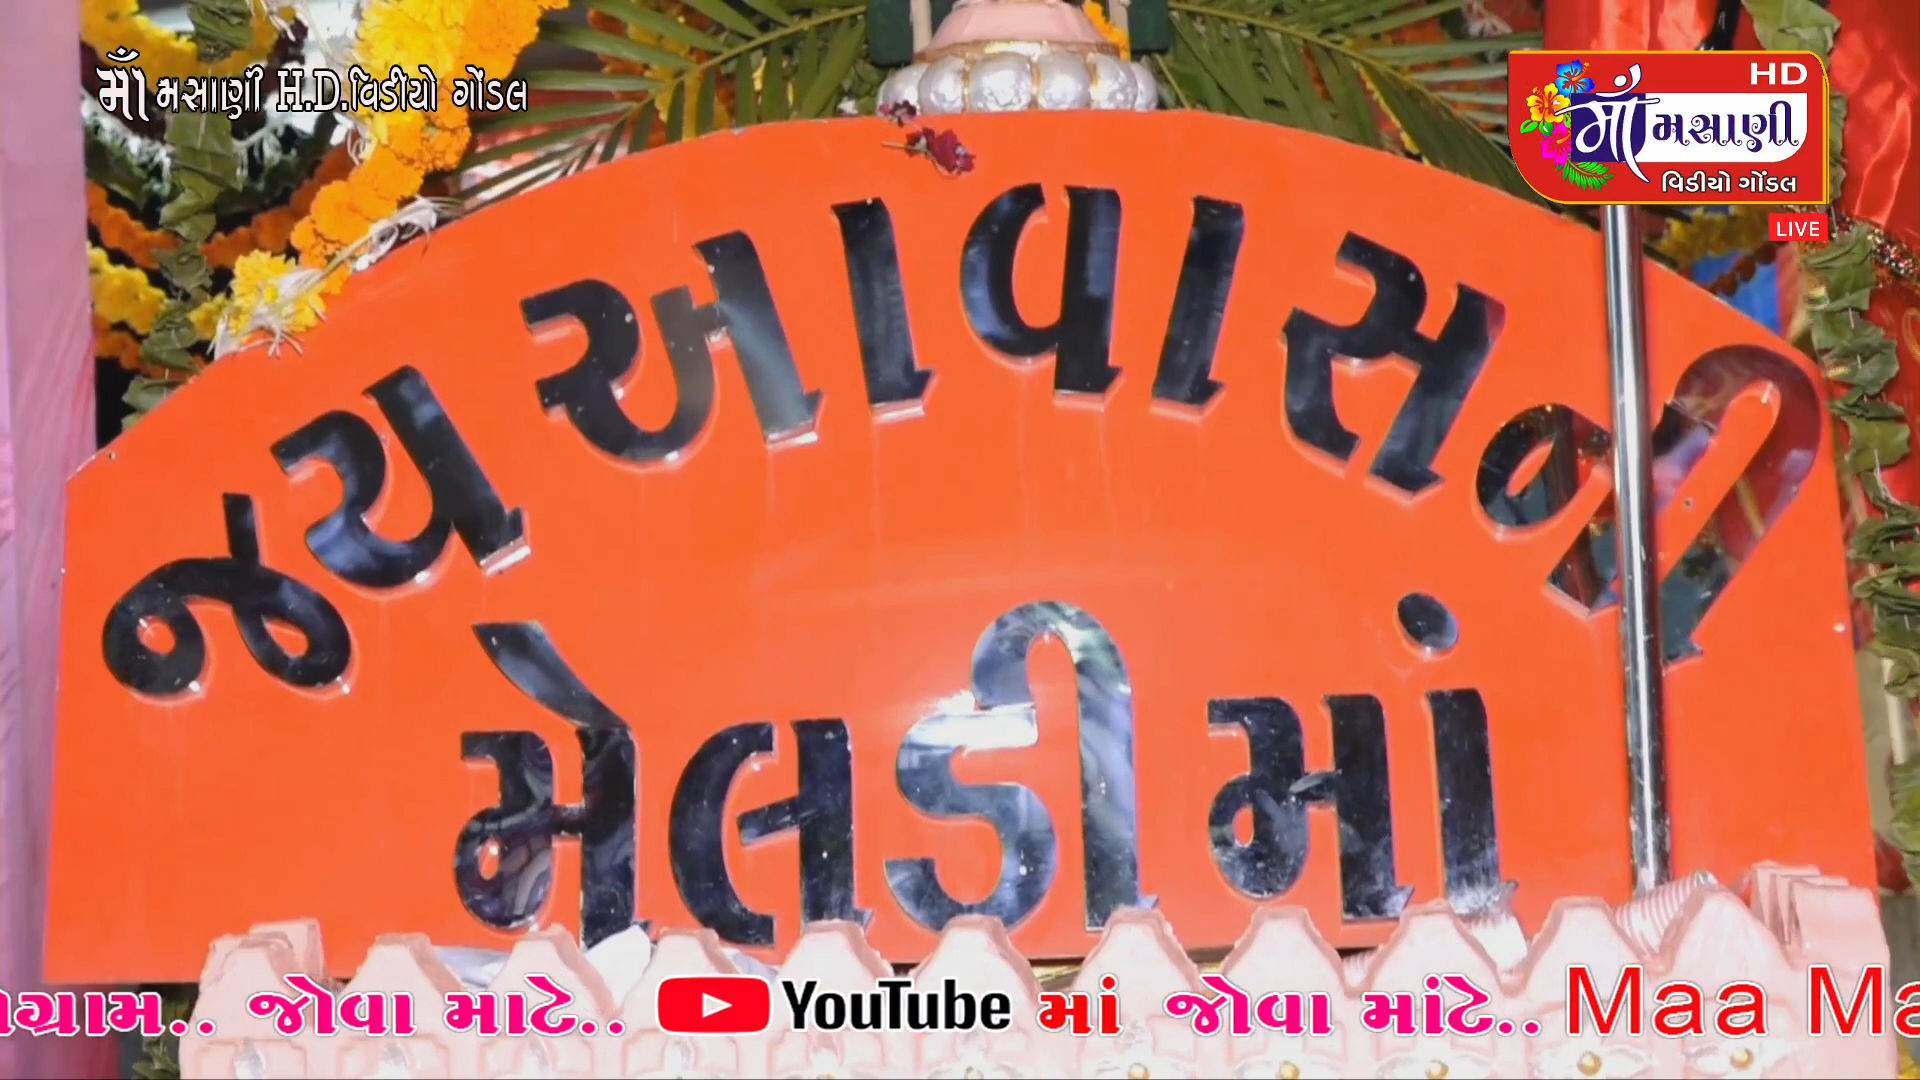 માઁ મસાણી H.D.વિડીયો ગોંડલ
HD
માઁ મસાણી
વિડીયો ગોંડલ
LIVE
જય આવાસની
મેલડી માં
ગ્રામ.. જોવા માટે.. YouTube માં જોવા માંટે.. Maa Ma